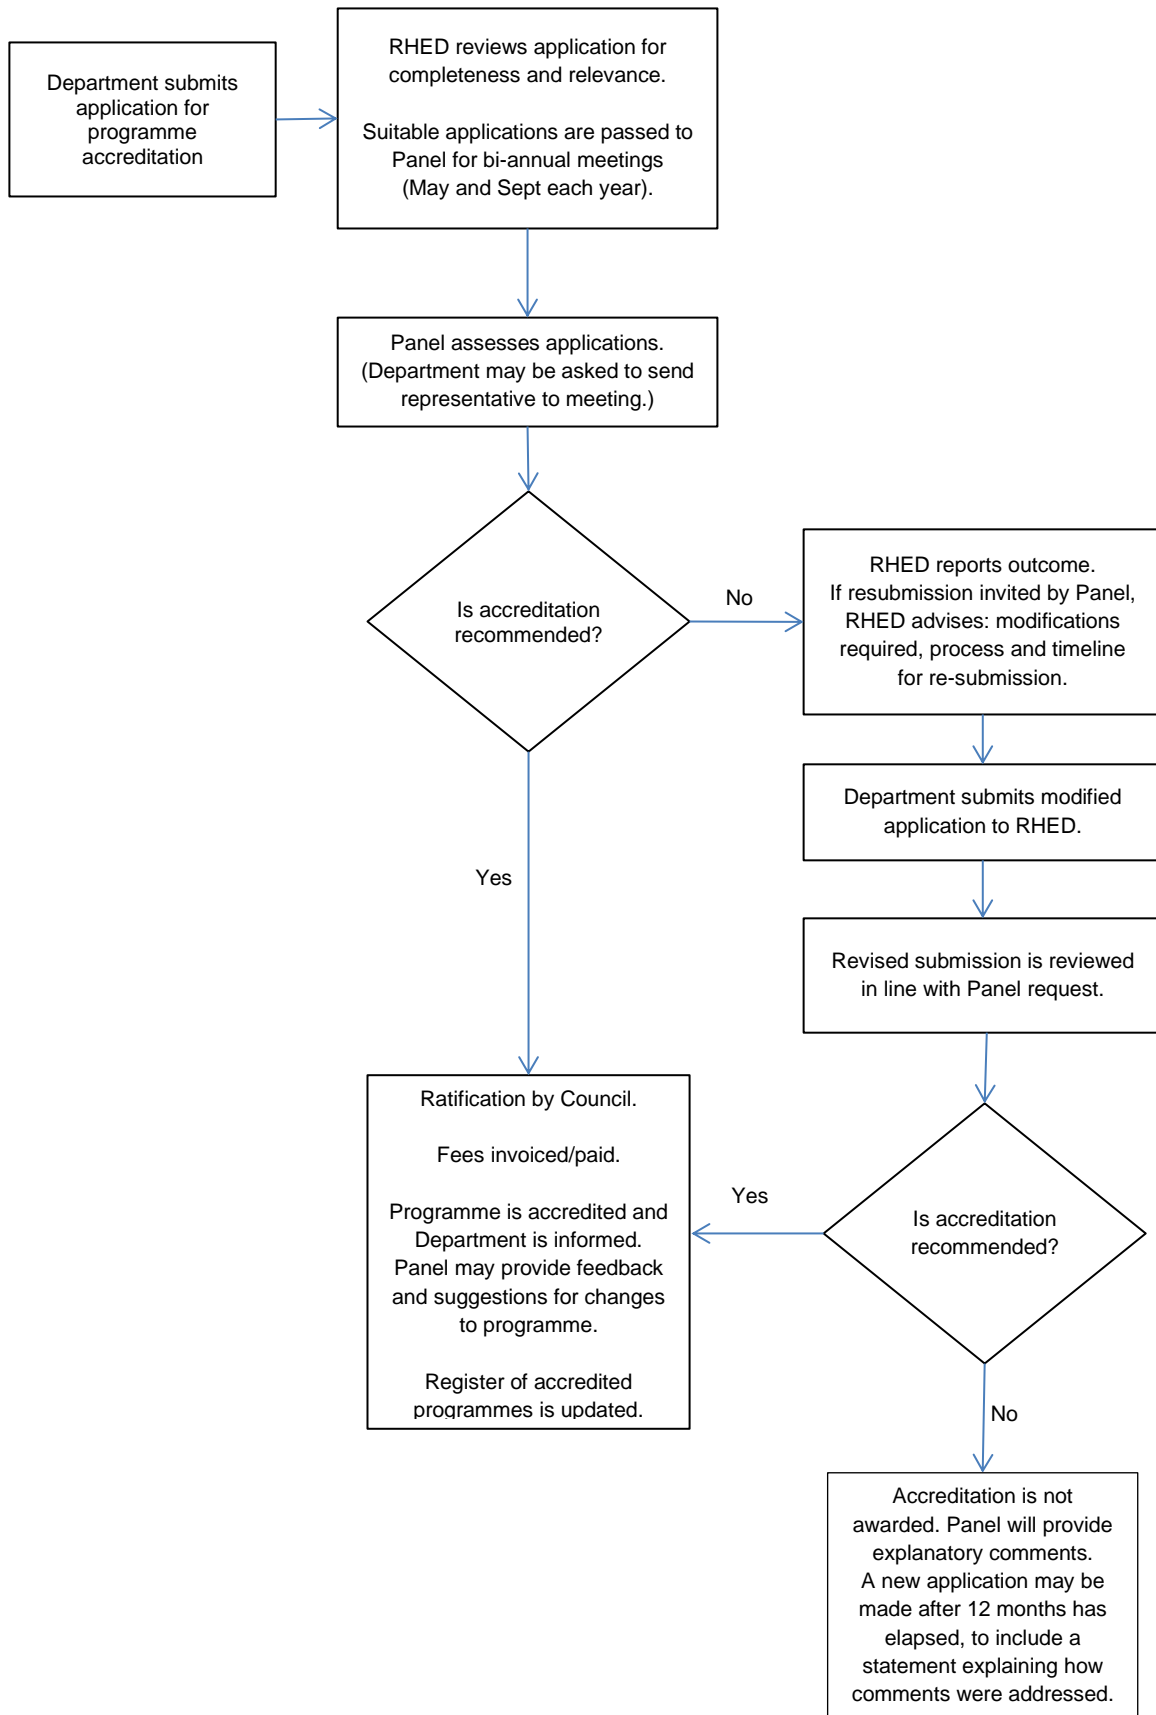 Department submits
application for
programme
accreditation
RHED reviews application for
completeness and relevance.
Suitable applications are passed to
Panel for bi-annual meetings
(May and Sept each year).
Panel assesses applications.
(Department may be asked to send
representative to meeting.)
Is accreditation
recommended?
No
RHED reports outcome.
If resubmission invited by Panel,
RHED advises: modifications
required, process and timeline
for re-submission.
Department submits modified
application to RHED.
Yes
Revised submission is reviewed
in line with Panel request.
Ratification by Council.
Fees invoiced/paid.
Programme is accredited and
Department is informed.
Panel may provide feedback
and suggestions for changes
to programme.
Register of accredited
programmes is updated.
Yes
Is accreditation
recommended?
No
Accreditation is not
awarded. Panel will provide
explanatory comments.
A new application may be
made after 12 months has
elapsed, to include a
statement explaining how
comments were addressed.